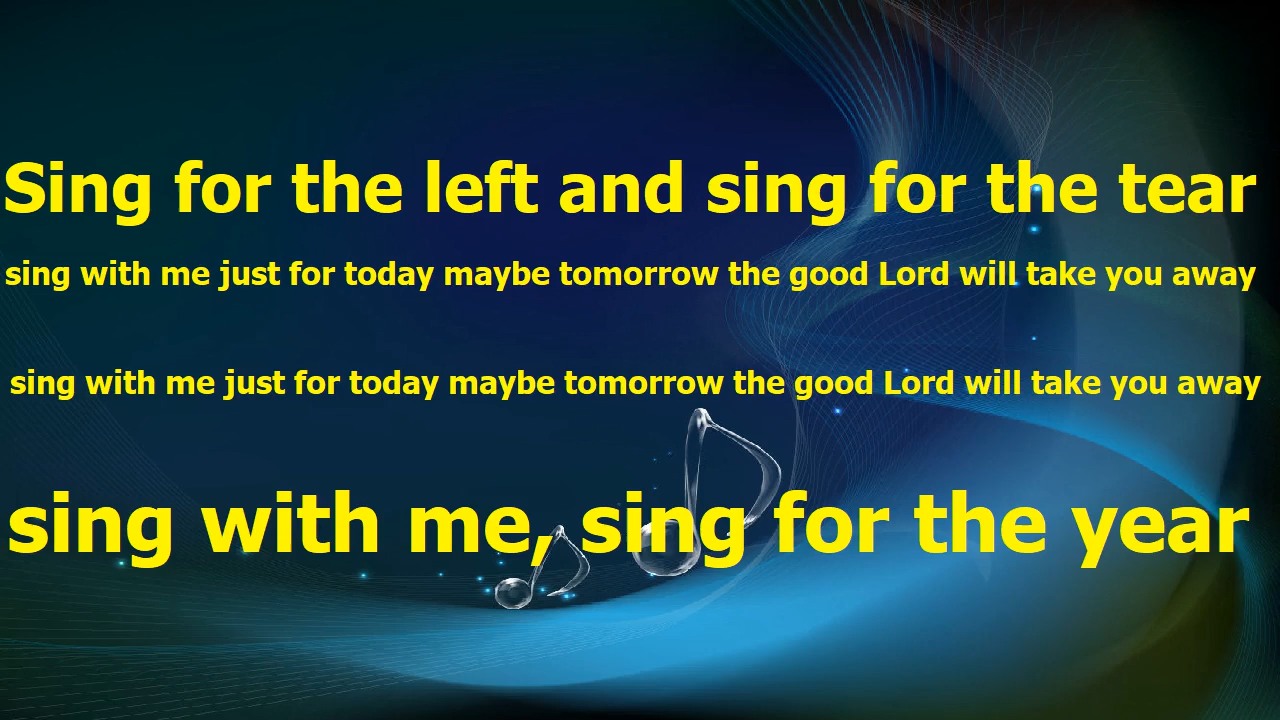 Sing for the left and sing for the tear
sing with me just for today maybe tomorrow the good Lord will take you away
sing with me just for today maybe tomorrow the good Lord will take you away
sing with me, sing for the year